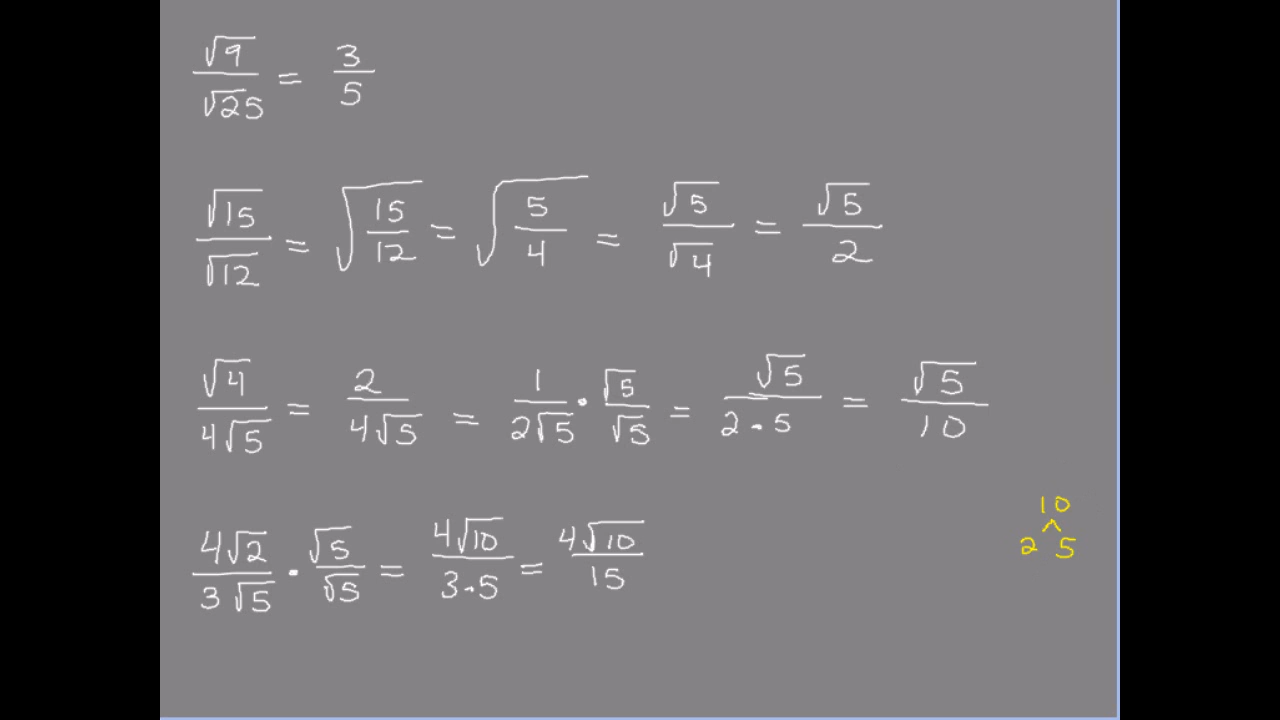 √9/√25 = 3/5
√15/√12 = √(15/12) = √(5/4) = √5/√4 = √5/2
√4/4√5 = 2/4√5 = 1/2√5 · √5/√5 = √5/2·5 = √5/10
4√2/3√5 · √5/√5 = 4√10/3·5 = 4√10/15
10
2 5